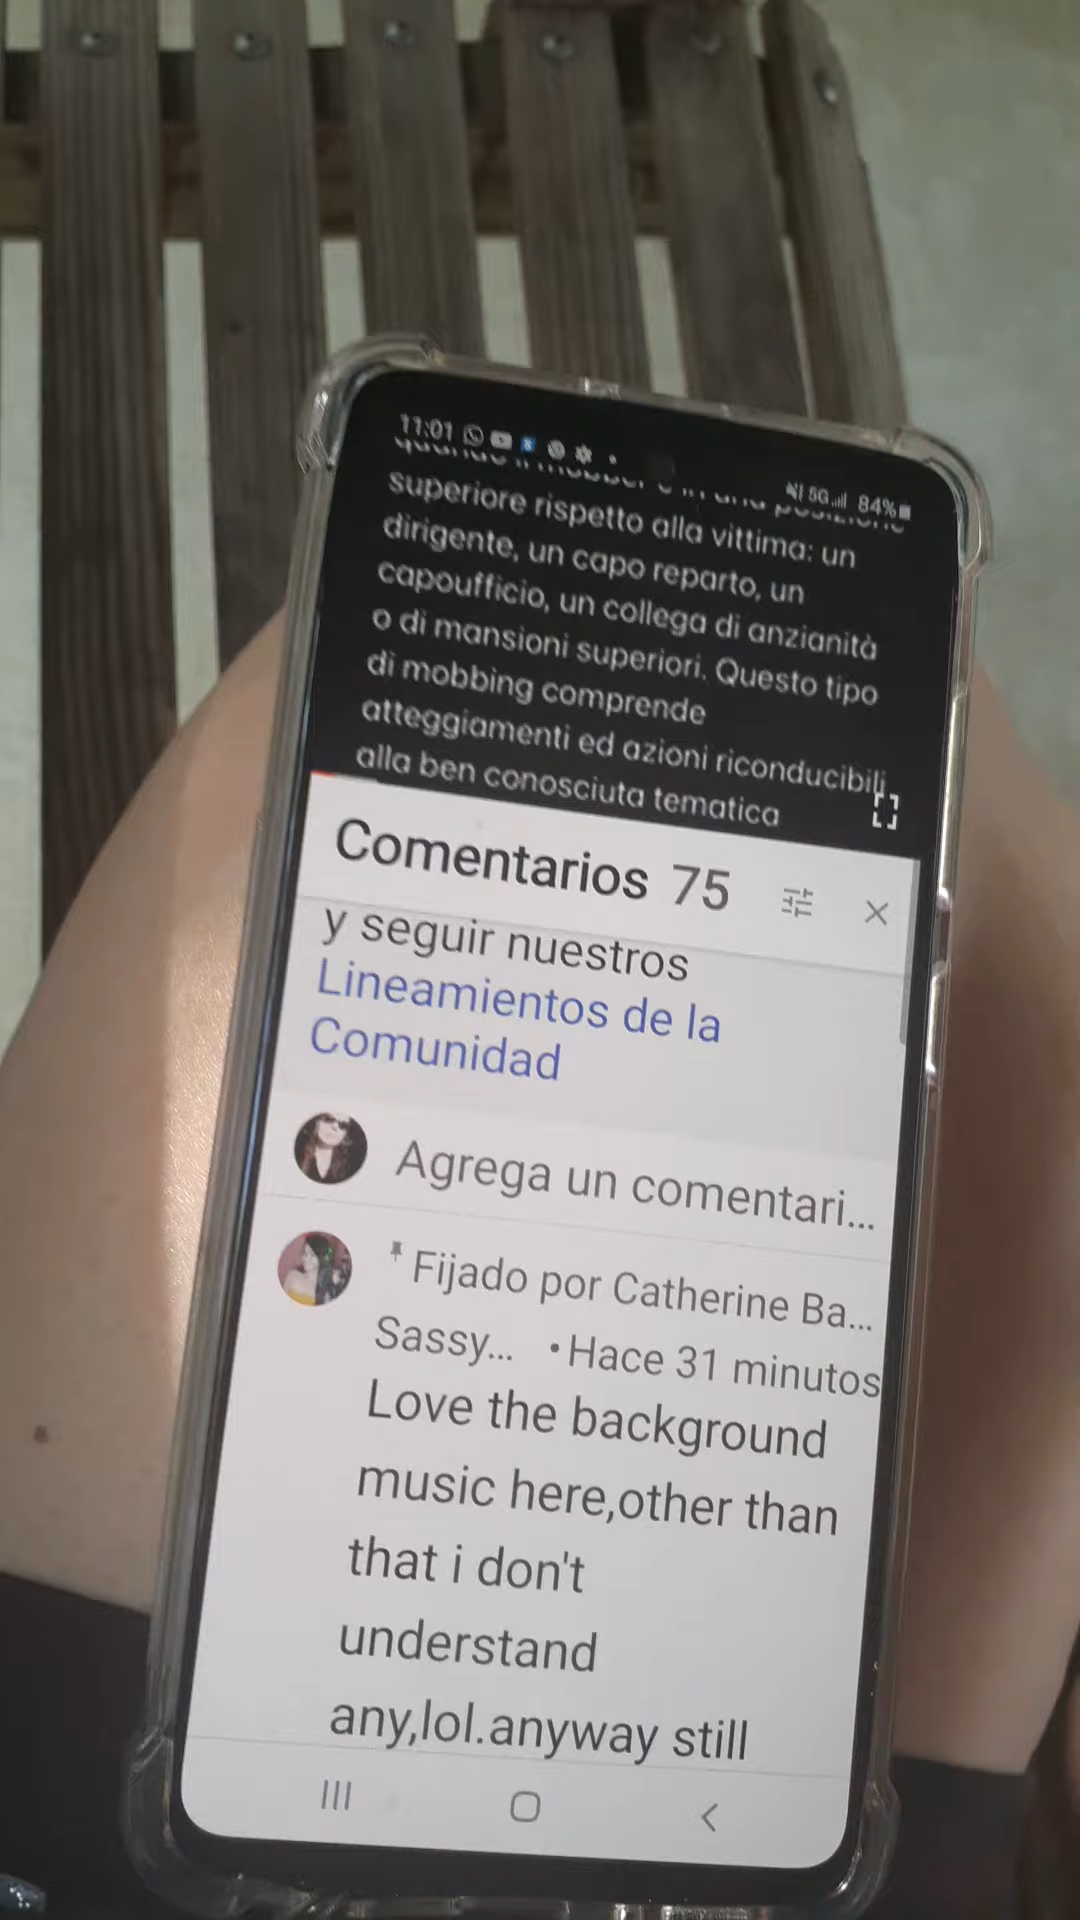 11:01
5G 84%
superiore rispetto alla vittima: un
dirigente, un capo reparto, un
capoufficio, un collega di anzianità
o di mansioni superiori. Questo tipo
di mobbing comprende
atteggiamenti ed azioni riconducibili
alla ben conosciuta tematica
Comentarios 75
y seguir nuestros
Lineamientos de la
Comunidad
Agrega un comentari...
Fijado por Catherine Ba...
Sassy... • Hace 31 minutos
Love the background
music here,other than
that i don't
understand
any,lol.anyway still